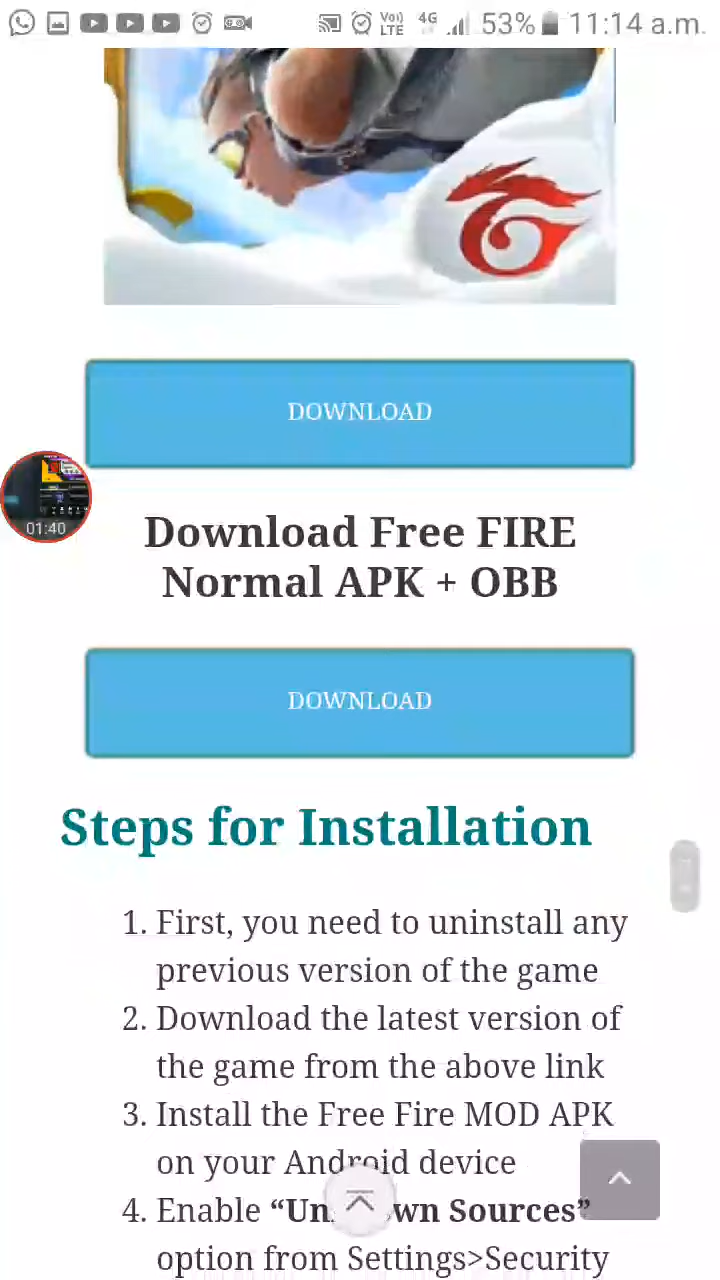 Vo)) 4G 53% 11:14 a.m.
LTE
DOWNLOAD
01:40
Download Free FIRE
Normal APK + OBB
DOWNLOAD
Steps for Installation
1. First, you need to uninstall any
previous version of the game
2. Download the latest version of
the game from the above link
3. Install the Free Fire MOD APK
on your Android device
4. Enable “Un wn Sources”
option from Settings>Security